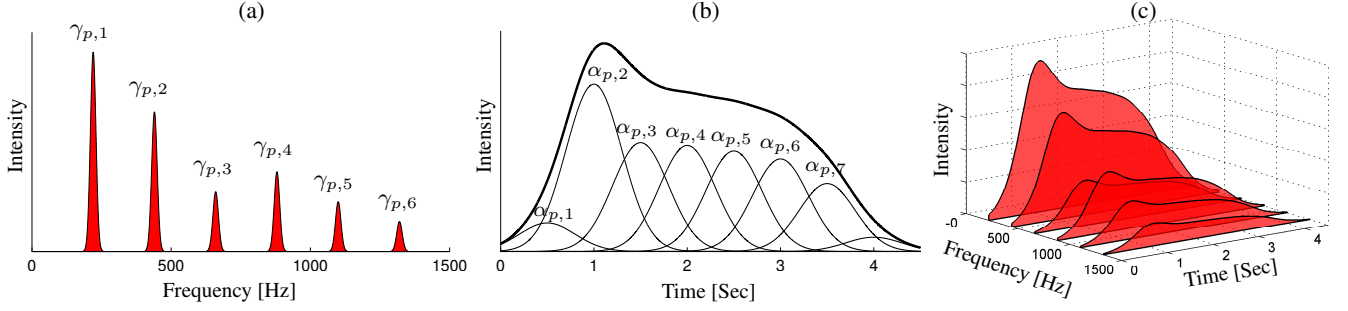 (a)
γp,1
γp,2
γp,3
γp,4
γp,5
γp,6
Intensity
0
500
1000
1500
Frequency [Hz]
(b)
αp,1
αp,2
αp,3
αp,4
αp,5
αp,6
αp,7
Intensity
0
1
2
3
4
Time [Sec]
(c)
Intensity
-0
500
1000
1500
Frequency [Hz]
0
1
2
3
4
Time [Sec]